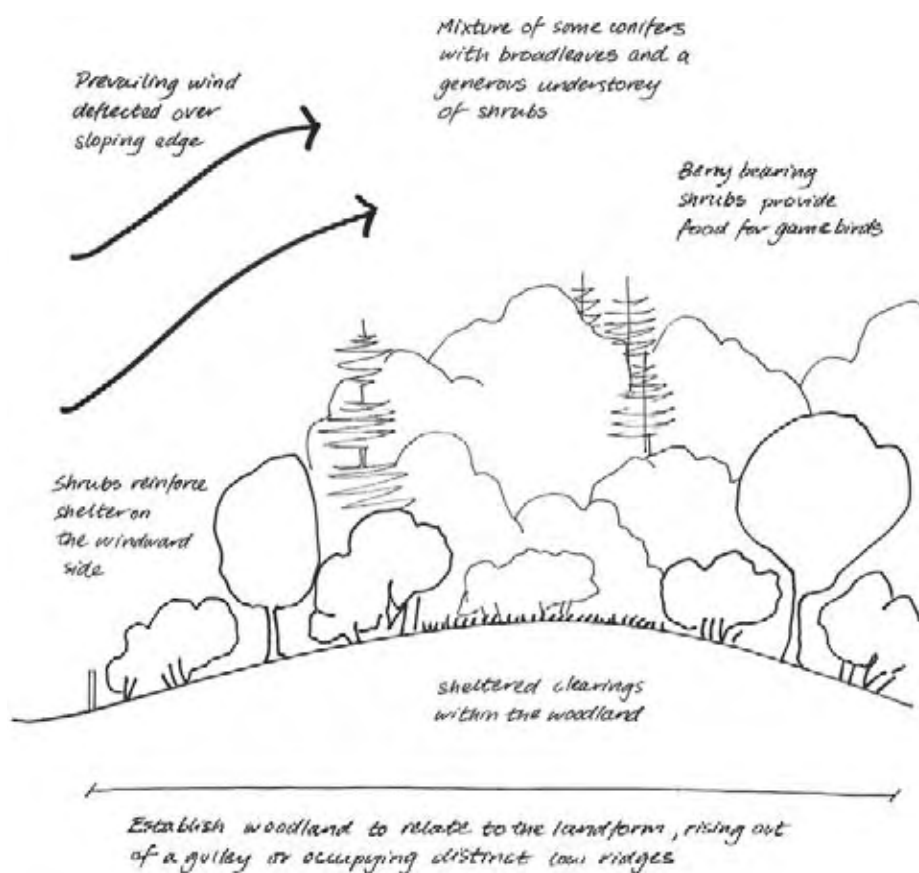 Mixture of some conifers
with broadleaves and a
generous understorey
of shrubs
Prevailing wind
deflected over
sloping edge
Berry bearing
shrubs provide
food for gamebirds
Shrubs reinforce
shelter on
the windward
side
sheltered clearings
within the woodland
Establish woodland to relate to the landform, rising out
of a gulley or occupying distinct low ridges